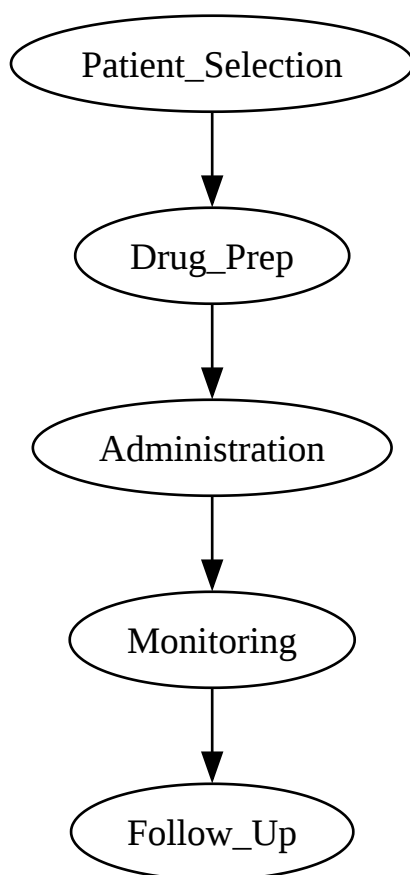 Patient_Selection
Drug_Prep
Administration
Monitoring
Follow_Up